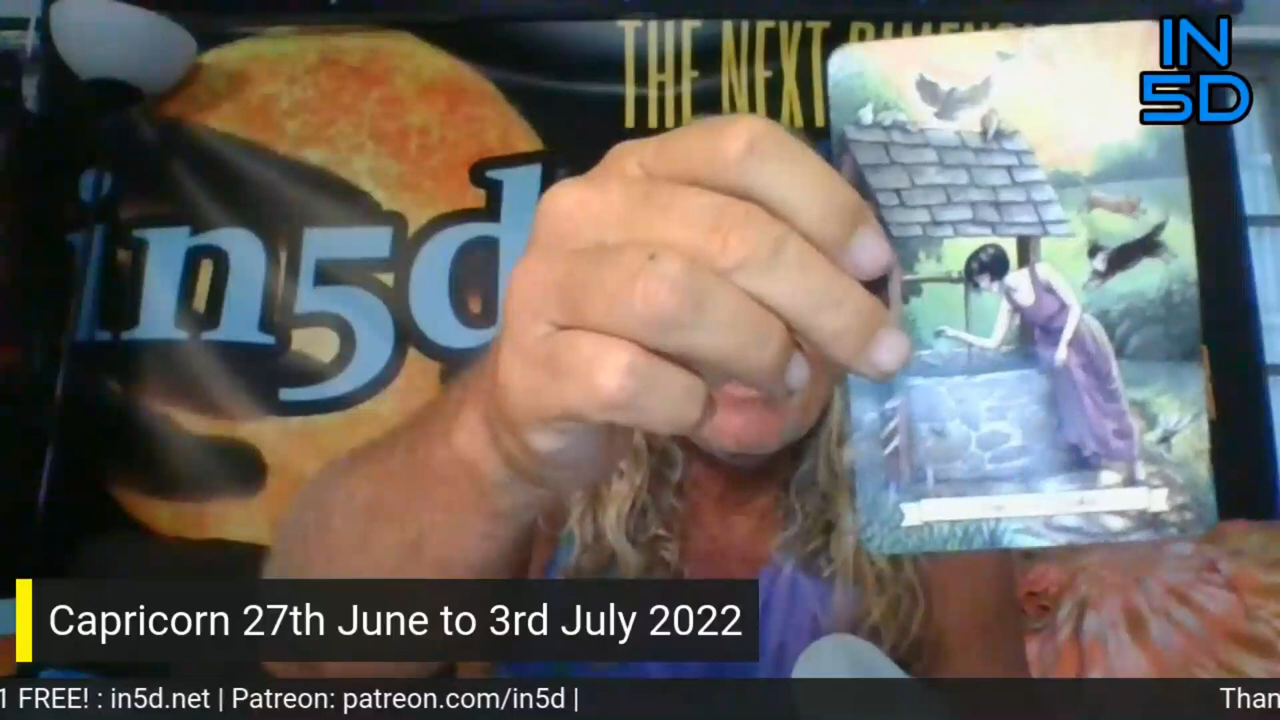 THE NEXT DIMENSION
IN
5D
in5d
Capricorn 27th June to 3rd July 2022
1 FREE! : in5d.net | Patreon: patreon.com/in5d |
Than